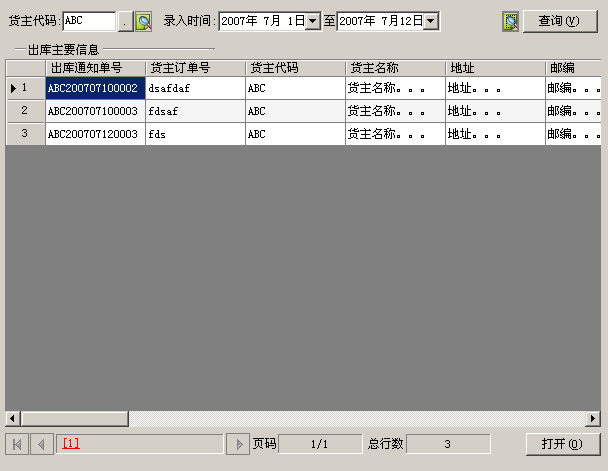 货主代码: ABC . 录入时间: 2007年 7月 1日 至 2007年 7月12日 查询(V)
出库主要信息
出库通知单号 货主订单号 货主代码 货主名称 地址 邮编
1 ABC200707100002 dsafdaf ABC 货主名称。。。 地址。。。 邮编。。。
2 ABC200707100003 fdsaf ABC 货主名称。。。 地址。。。 邮编。。。
3 ABC200707120003 fds ABC 货主名称。。。 地址。。。 邮编。。。
[1] 页码 1/1 总行数 3 打开(O)